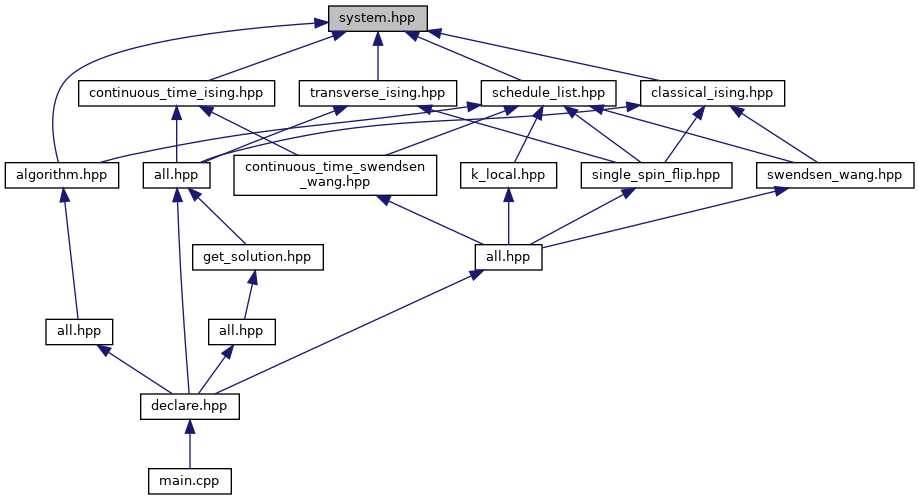 system.hpp
continuous_time_ising.hpp
transverse_ising.hpp
schedule_list.hpp
classical_ising.hpp
algorithm.hpp
all.hpp
continuous_time_swendsen
_wang.hpp
k_local.hpp
single_spin_flip.hpp
swendsen_wang.hpp
get_solution.hpp
all.hpp
all.hpp
all.hpp
declare.hpp
main.cpp